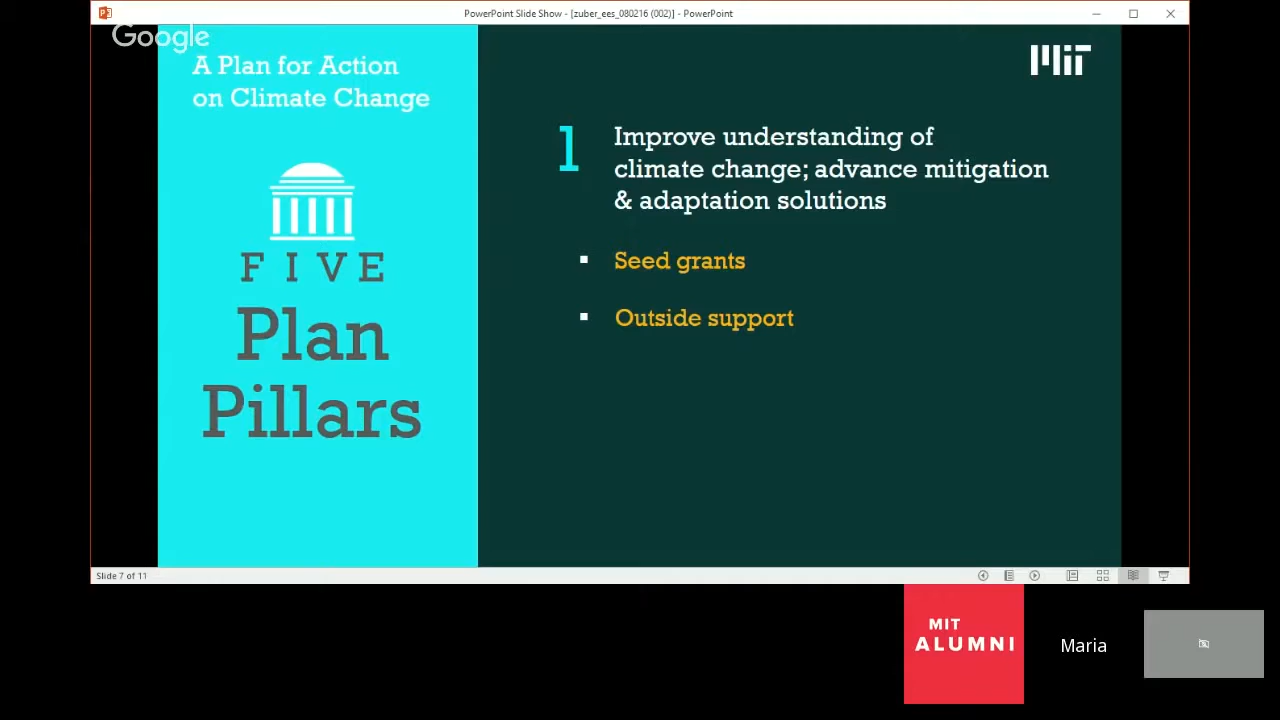 PowerPoint Slide Show - [zuber_ees_080216 (002)] - PowerPoint
Google
A Plan for Action
on Climate Change
FIVE
Plan
Pillars
MIT
1
Improve understanding of
climate change; advance mitigation
& adaptation solutions
▪ Seed grants
▪ Outside support
Slide 7 of 11
MIT
ALUMNI
Maria